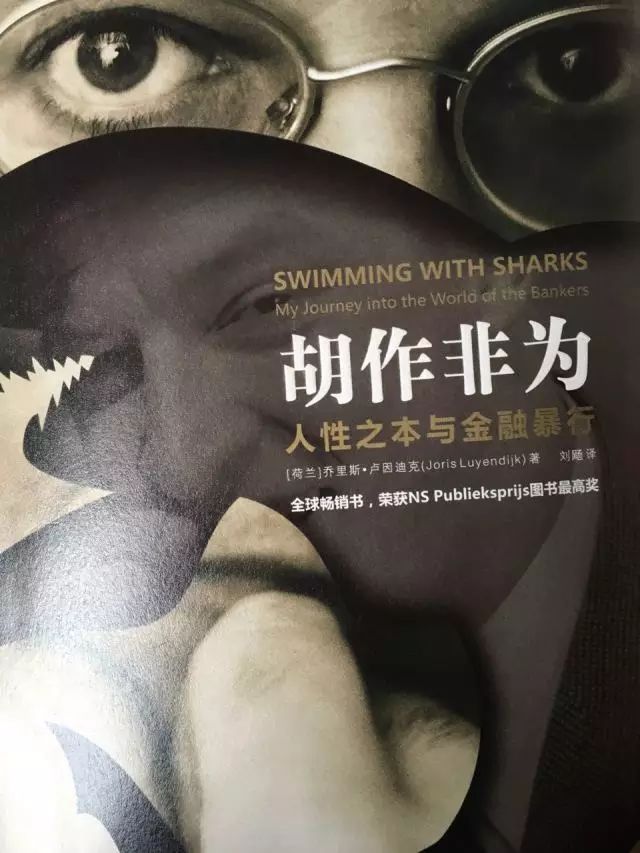 SWIMMING WITH SHARKS
My Journey into the World of the Bankers
胡作非为
人性之本与金融暴行
[荷兰]乔里斯·卢因迪克(Joris Luyendijk)著 刘飏 译
全球畅销书，荣获NS Publieksprijs图书最高奖